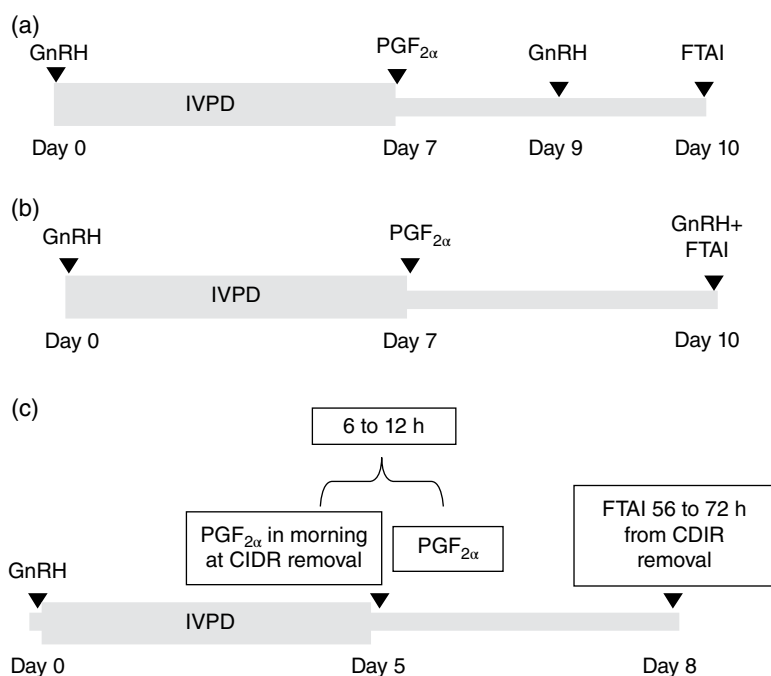 (a)
GnRH
PGF2α
GnRH
FTAI
IVPD
Day 0
Day 7
Day 9
Day 10
(b)
GnRH
PGF2α
GnRH+
FTAI
IVPD
Day 0
Day 7
Day 10
(c)
6 to 12 h
PGF2α in morning
at CIDR removal
PGF2α
FTAI 56 to 72 h
from CDIR
removal
GnRH
IVPD
Day 0
Day 5
Day 8